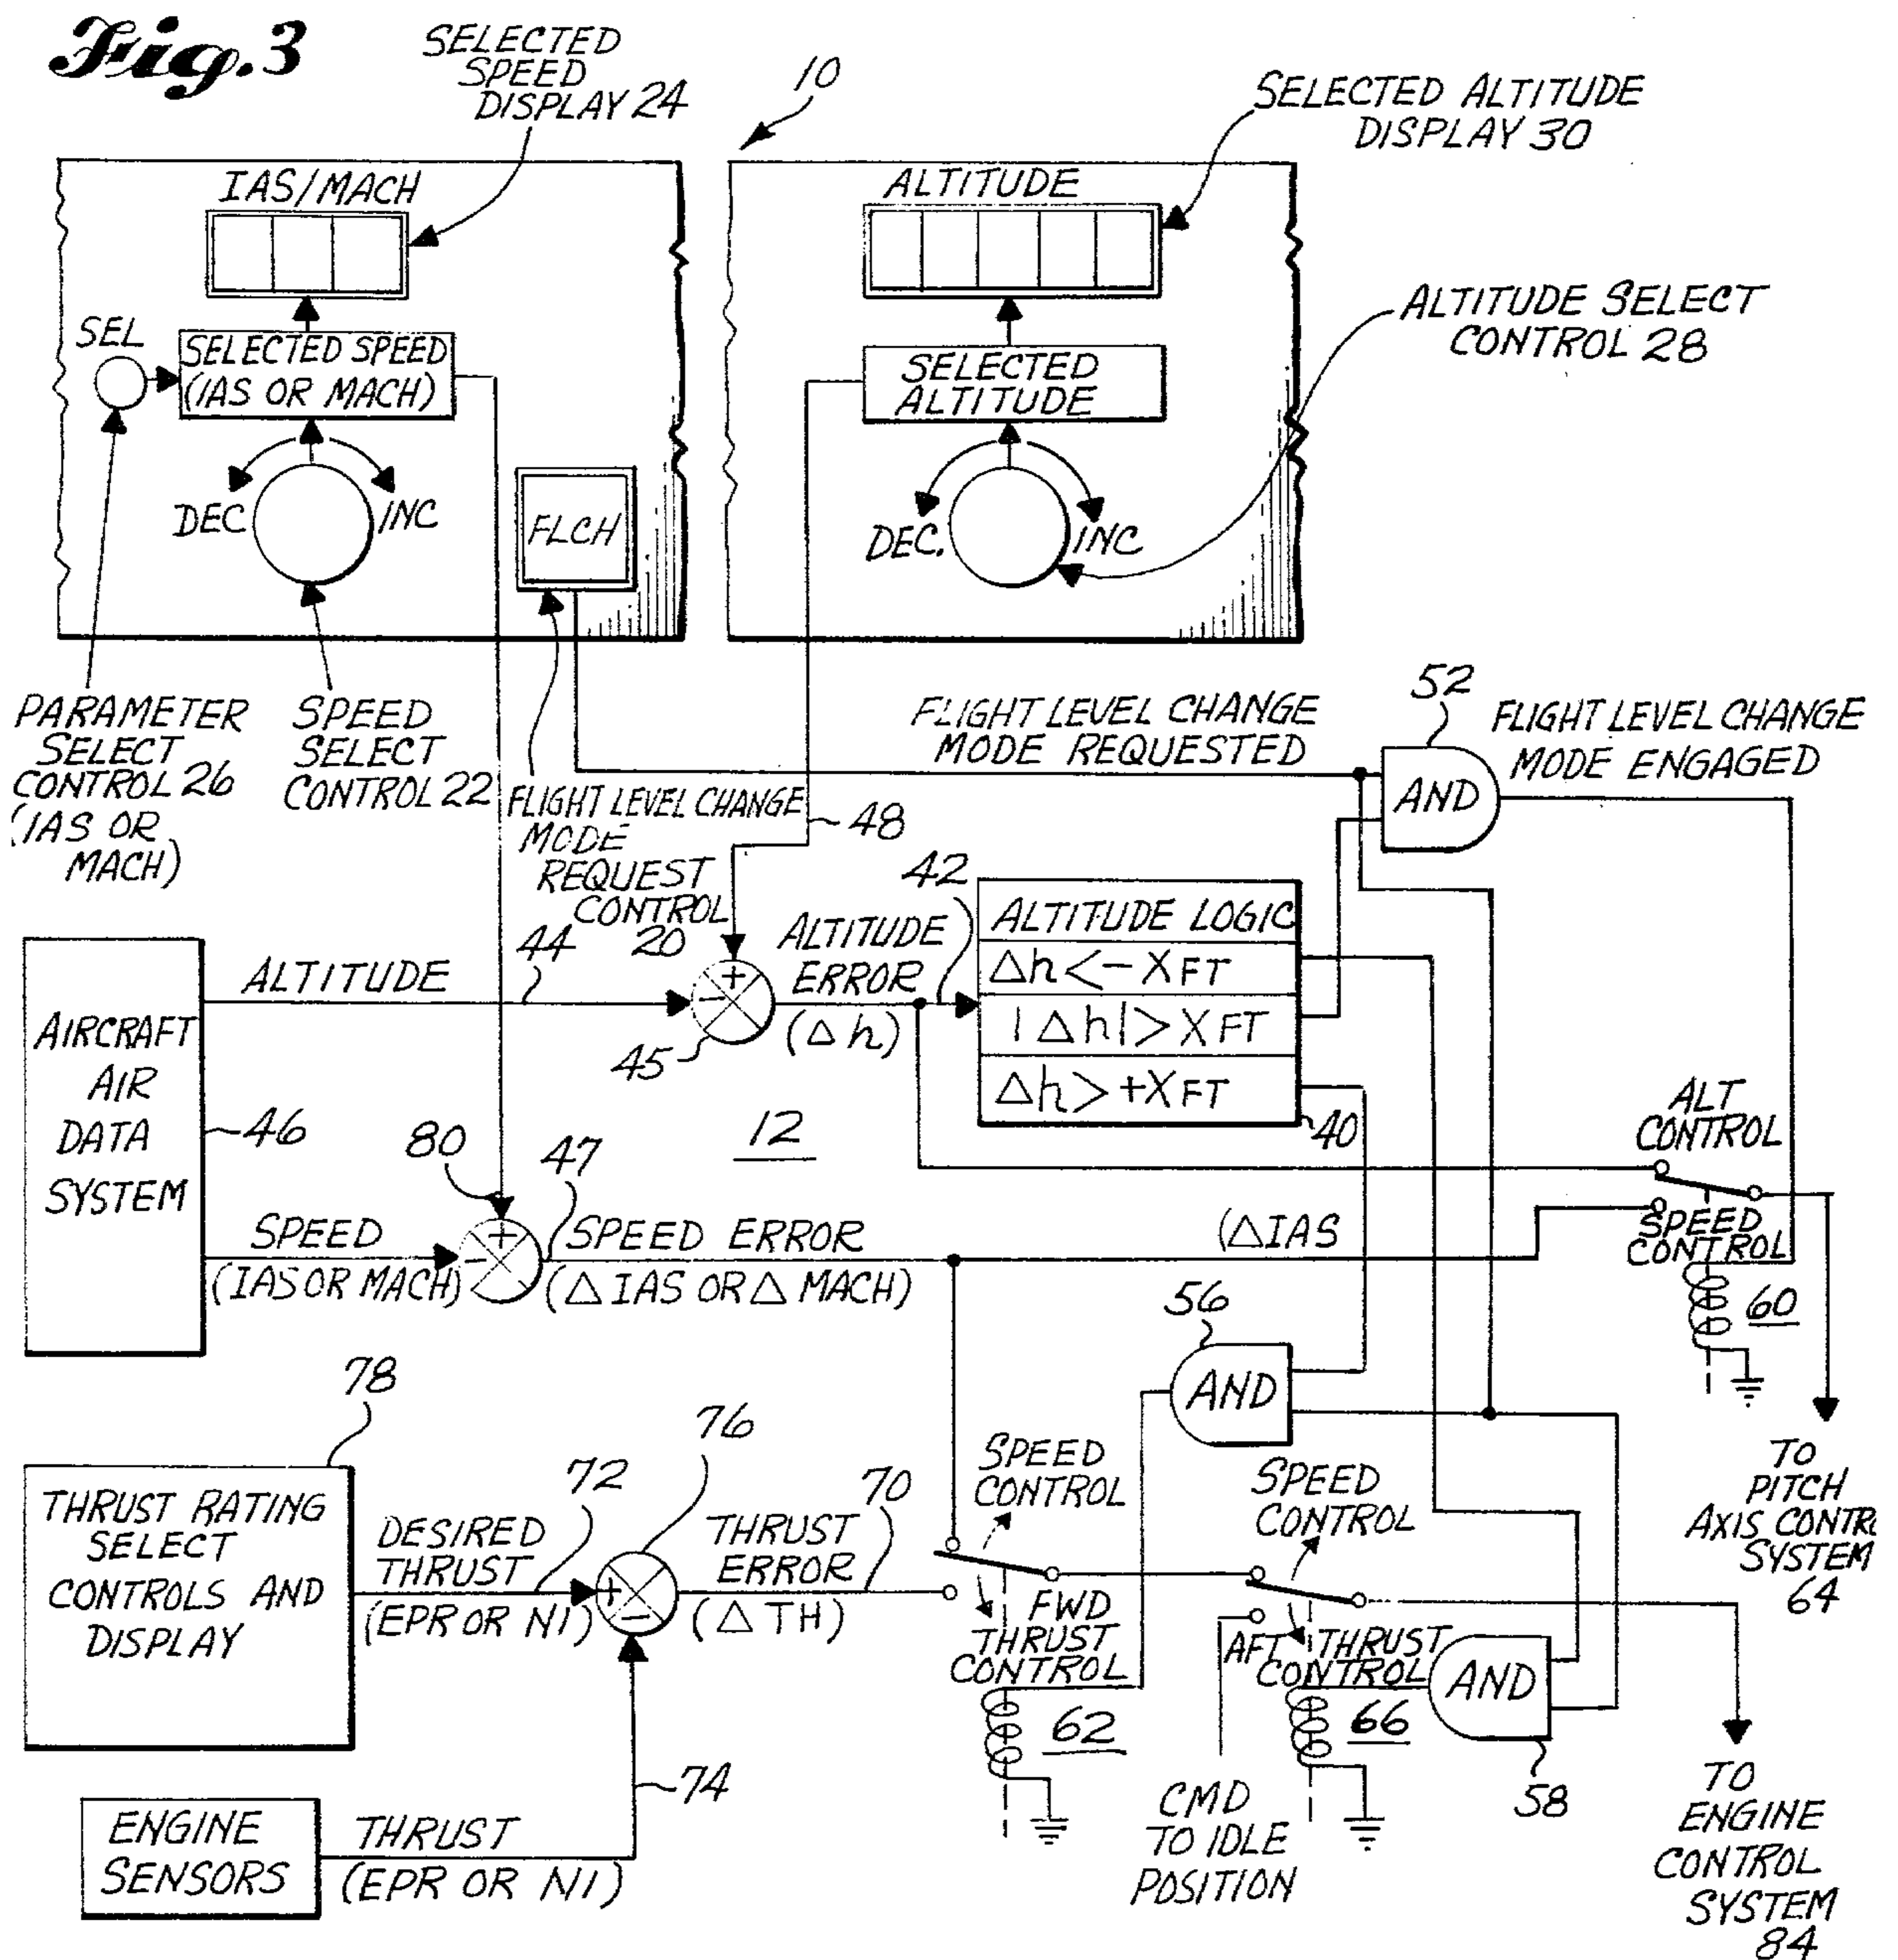 Fig. 3
SELECTED
SPEED
DISPLAY 24
10
SELECTED ALTITUDE
DISPLAY 30
IAS/MACH
SEL
SELECTED SPEED
(IAS OR MACH)
DEC
INC
FLCH
ALTITUDE
SELECTED
ALTITUDE
DEC.
INC
ALTITUDE SELECT
CONTROL 28
PARAMETER
SELECT
CONTROL 26
(IAS OR
MACH)
SPEED
SELECT
CONTROL 22
FLIGHT LEVEL CHANGE
MODE
REQUEST
CONTROL
20
FLIGHT LEVEL CHANGE
MODE REQUESTED
48
52
AND
FLIGHT LEVEL CHANGE
MODE ENGAGED
AIRCRAFT
AIR
DATA
SYSTEM
46
ALTITUDE
44
+
-
45
ALTITUDE
ERROR
(Δh)
42
ALTITUDE LOGIC
Δh<-XFT
|Δh|>XFT
Δh>+XFT
40
12
80
SPEED
(IAS OR MACH)
+
-
47
SPEED ERROR
(Δ IAS OR Δ MACH)
(ΔIAS
ALT
CONTROL
SPEED
CONTROL
60
TO
PITCH
AXIS CONTR
SYSTEM
64
56
AND
78
THRUST RATING
SELECT
CONTROLS AND
DISPLAY
DESIRED
THRUST
(EPR OR N1)
72
76
+
-
THRUST
ERROR
(Δ TH)
70
SPEED
CONTROL
FWD
THRUST
CONTROL
62
SPEED
CONTROL
AFT THRUST
CONTROL
66
AND
58
CMD
TO IDLE
POSITION
TO
ENGINE
CONTROL
SYSTEM
84
74
ENGINE
SENSORS
THRUST
(EPR OR N1)